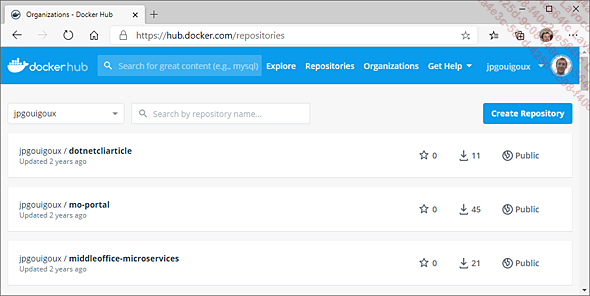 Organizations - Docker Hub
https://hub.docker.com/repositories
docker hub
Search for great content (e.g., mysql)
Explore
Repositories
Organizations
Get Help
jpgouigoux
jpgouigoux
Search by repository name...
Create Repository
jpgouigoux / dotnetcliarticle
Updated 2 years ago
0
11
Public
jpgouigoux / mo-portal
Updated 2 years ago
0
45
Public
jpgouigoux / middleoffice-microservices
Updated 2 years ago
0
21
Public